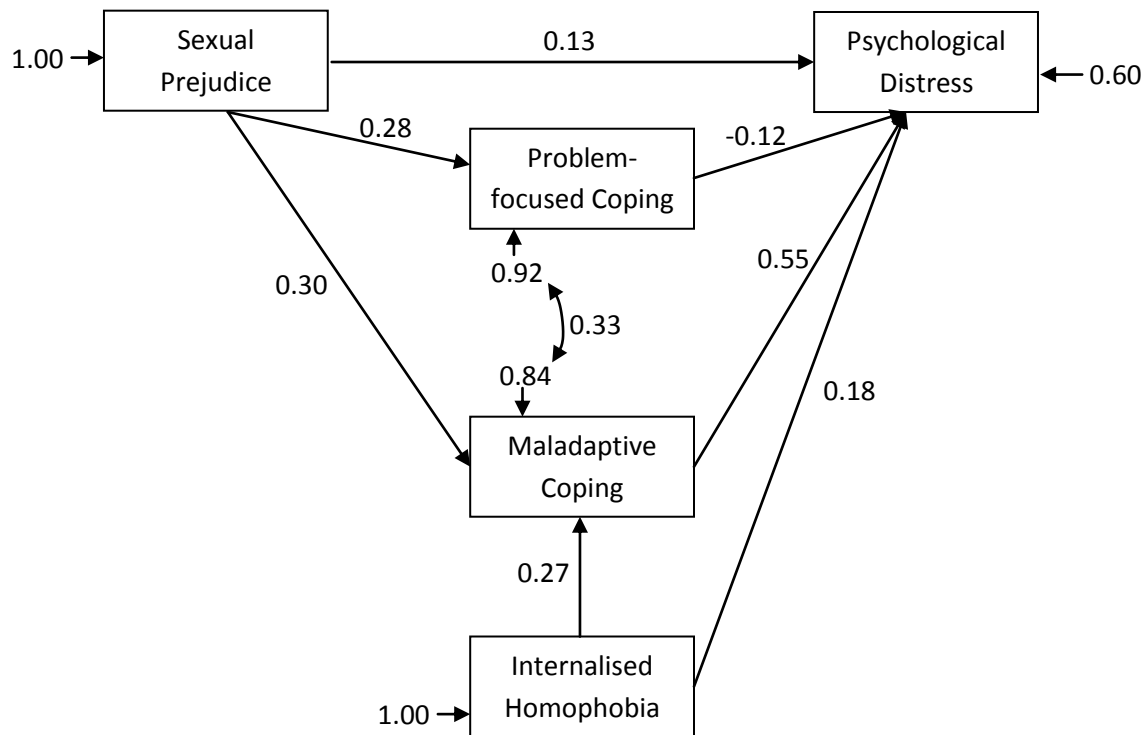 Sexual
Prejudice
1.00
0.13
Psychological
Distress
0.60
0.28
-0.12
Problem-
focused Coping
0.92
0.30
0.33
0.55
0.84
0.18
Maladaptive
Coping
0.27
Internalised
Homophobia
1.00